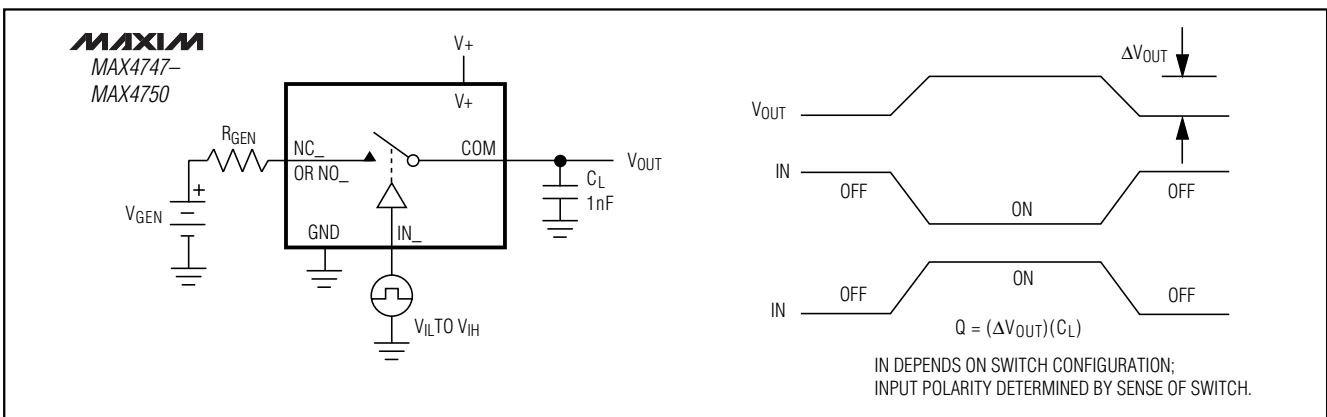 MAXIM
MAX4747–
MAX4750
V+
V+
RGEN
NC_
OR NO_
COM
VOUT
CL
1nF
+
VGEN
GND
IN_
VILTO VIH
ΔVOUT
VOUT
IN
OFF
ON
OFF
IN
OFF
ON
OFF
Q = (ΔVOUT)(CL)
IN DEPENDS ON SWITCH CONFIGURATION;
INPUT POLARITY DETERMINED BY SENSE OF SWITCH.